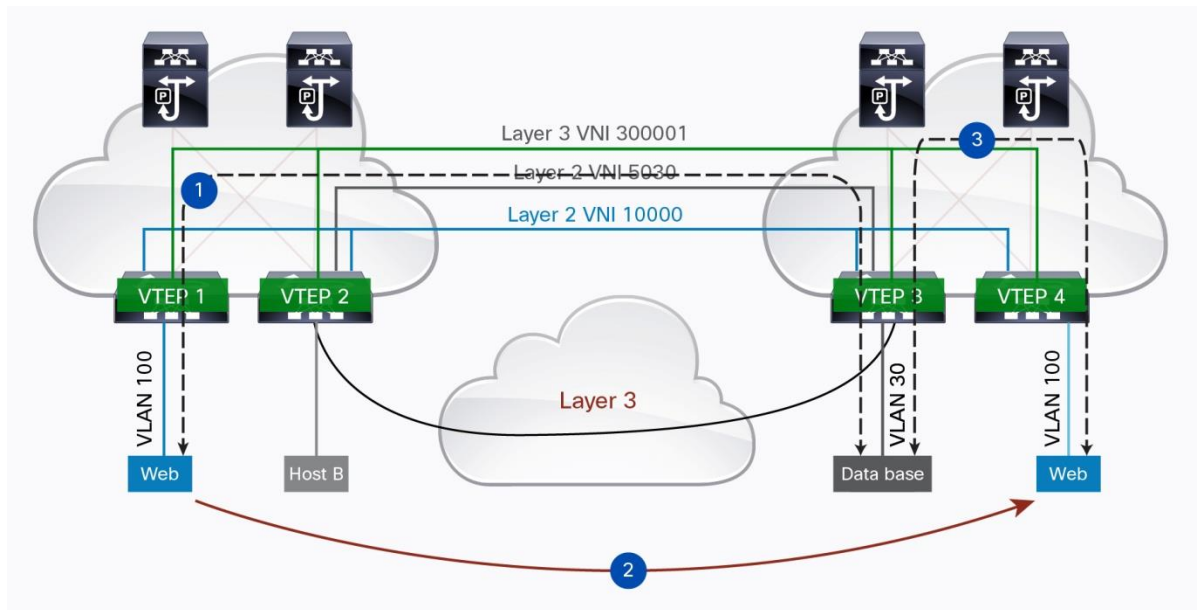 P
P
P
P
Layer 3 VNI 300001
3
1
Layer 2 VNI 5030
Layer 2 VNI 10000
VTEP 1
VTEP 2
VTEP 3
VTEP 4
VLAN 100
Layer 3
VLAN 30
VLAN 100
Web
Host B
Data base
Web
2